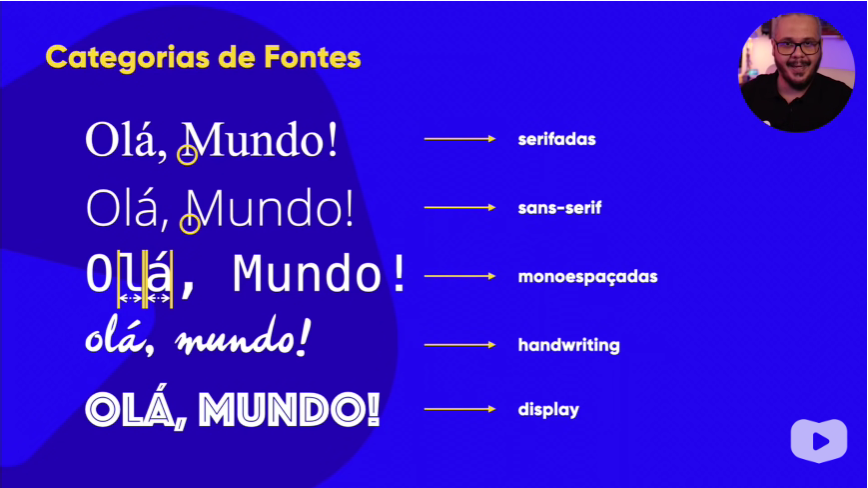 Categorias de Fontes
Olá, Mundo! serifadas
Olá, Mundo! sans-serif
Olá, Mundo! monoespaçadas
olá, mundo! handwriting
OLÁ, MUNDO! display